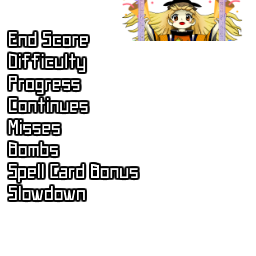 End Score
Difficulty
Progress
Continues
Misses
Bombs
Spell Card Bonus
Slowdown